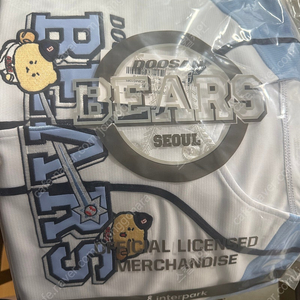 DOOSAN
BEARS
SEOUL
BEARS
OFFICIAL LICENSED
MERCHANDISE
interpark